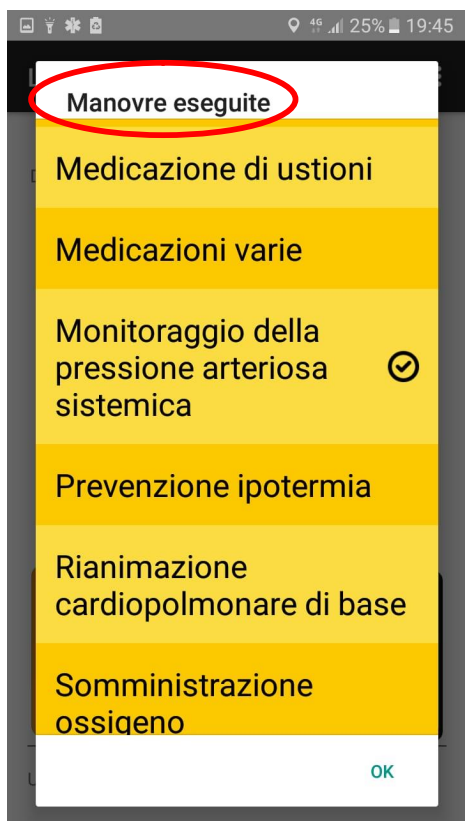 4G 25% 19:45
Manovre eseguite
Medicazione di ustioni
Medicazioni varie
Monitoraggio della
pressione arteriosa
sistemica
Prevenzione ipotermia
Rianimazione
cardiopolmonare di base
Somministrazione
ossigeno
OK